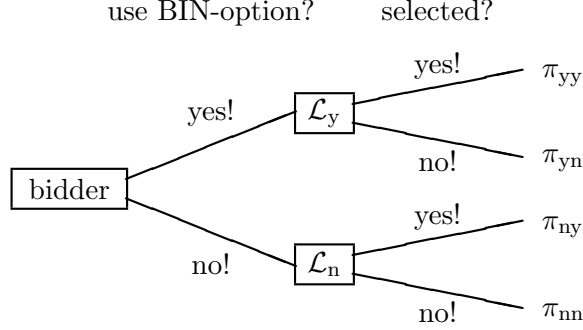 use BIN-option? selected?
yes! π_yy
yes! ℒ_y
no! π_yn
bidder
yes! π_ny
no! ℒ_n
no! π_nn